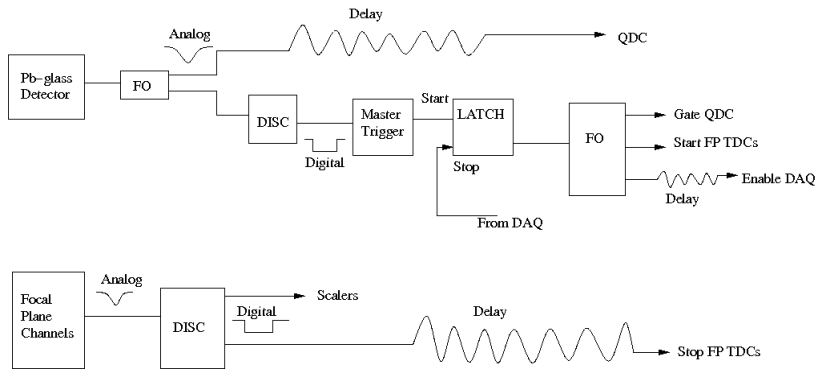 Delay
Analog
QDC
Pb-glass
Detector
FO
Start
DISC
Master
Trigger
LATCH
Gate QDC
FO
Start FP TDCs
Digital
Stop
Enable DAQ
Delay
From DAQ
Analog
Focal
Plane
Channels
Scalers
Digital
Delay
DISC
Stop FP TDCs